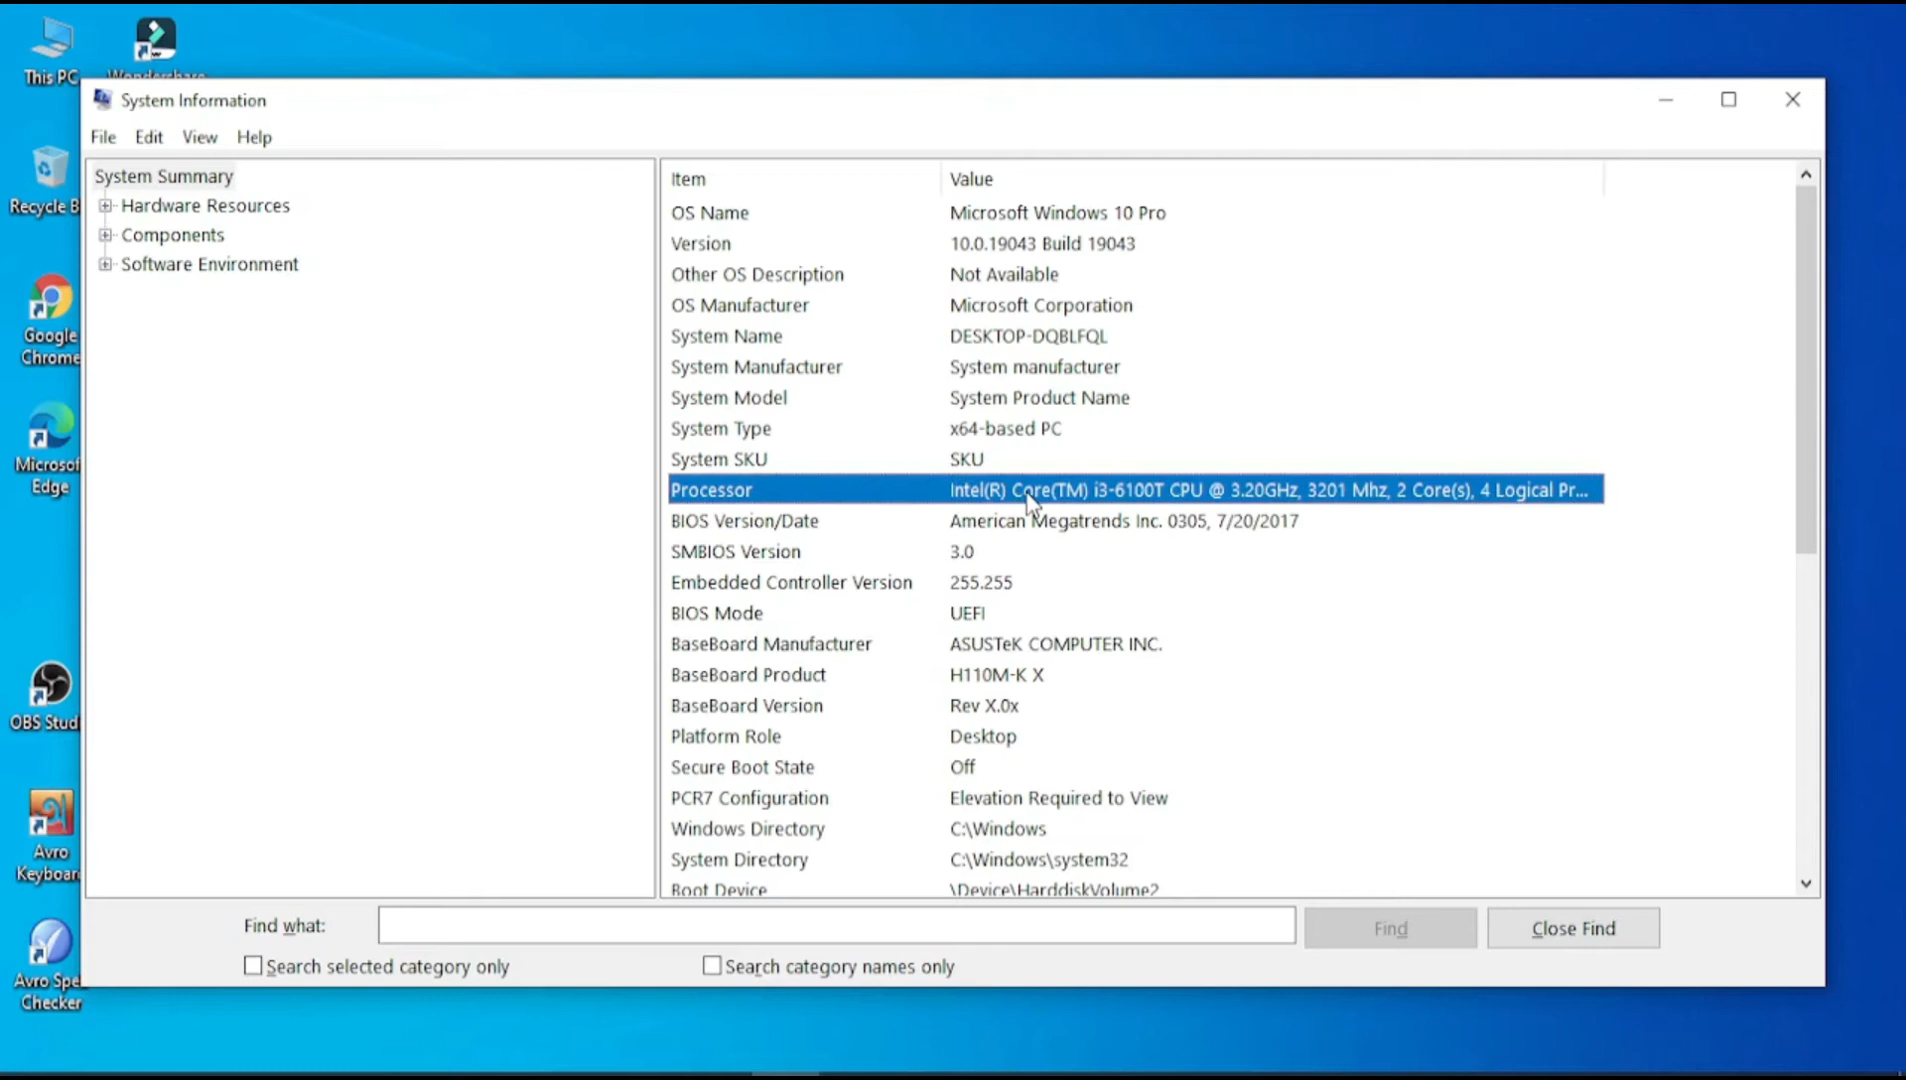 This PC
Wondershare
Recycle B
Google
Chrome
Microsof
Edge
OBS Studi
Avro
Keyboard
Avro Spe
Checker
System Information
File Edit View Help
System Summary
Hardware Resources
Components
Software Environment
Item Value
OS Name Microsoft Windows 10 Pro
Version 10.0.19043 Build 19043
Other OS Description Not Available
OS Manufacturer Microsoft Corporation
System Name DESKTOP-DQBLFQL
System Manufacturer System manufacturer
System Model System Product Name
System Type x64-based PC
System SKU SKU
Processor Intel(R) Core(TM) i3-6100T CPU @ 3.20GHz, 3201 Mhz, 2 Core(s), 4 Logical Pr...
BIOS Version/Date American Megatrends Inc. 0305, 7/20/2017
SMBIOS Version 3.0
Embedded Controller Version 255.255
BIOS Mode UEFI
BaseBoard Manufacturer ASUSTeK COMPUTER INC.
BaseBoard Product H110M-K X
BaseBoard Version Rev X.0x
Platform Role Desktop
Secure Boot State Off
PCR7 Configuration Elevation Required to View
Windows Directory C:\Windows
System Directory C:\Windows\system32
Boot Device \Device\HarddiskVolume2
Find what: Find Close Find
Search selected category only Search category names only